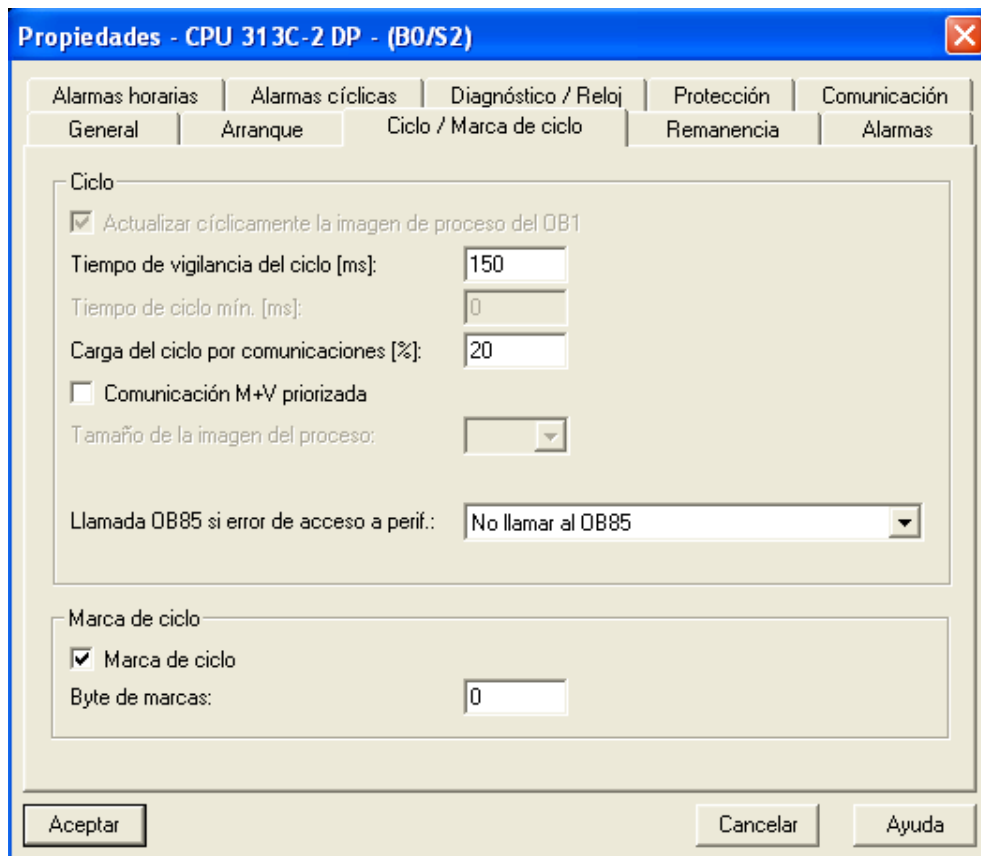 Propiedades - CPU 313C-2 DP - (B0/S2)
Alarmas horarias Alarmas cíclicas Diagnóstico / Reloj Protección Comunicación
General Arranque Ciclo / Marca de ciclo Remanencia Alarmas
Ciclo
Actualizar cíclicamente la imagen de proceso del OB1
Tiempo de vigilancia del ciclo [ms]: 150
Tiempo de ciclo mín. [ms]: 0
Carga del ciclo por comunicaciones [%]: 20
Comunicación M+V priorizada
Tamaño de la imagen del proceso:
Llamada OB85 si error de acceso a perif.: No llamar al OB85
Marca de ciclo
Marca de ciclo
Byte de marcas: 0
Aceptar Cancelar Ayuda